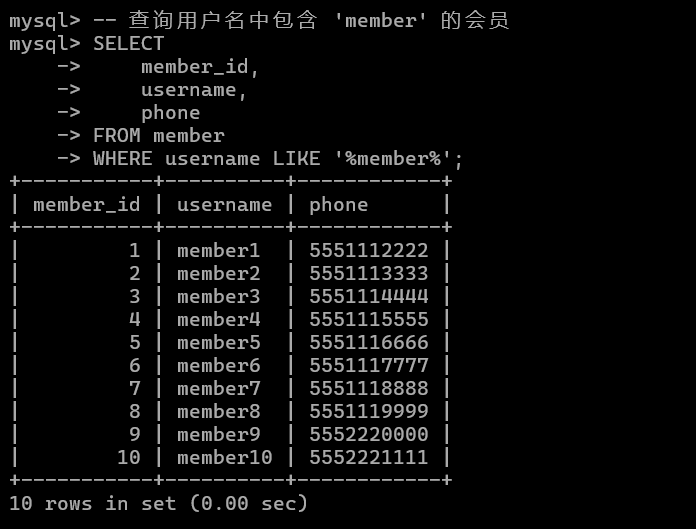 mysql> -- 查询用户名中包含 'member' 的会员
mysql> SELECT
    ->     member_id,
    ->     username,
    ->     phone
    -> FROM member
    -> WHERE username LIKE '%member%';
+-----------+----------+------------+
| member_id | username | phone      |
+-----------+----------+------------+
|         1 | member1  | 5551112222 |
|         2 | member2  | 5551113333 |
|         3 | member3  | 5551114444 |
|         4 | member4  | 5551115555 |
|         5 | member5  | 5551116666 |
|         6 | member6  | 5551117777 |
|         7 | member7  | 5551118888 |
|         8 | member8  | 5551119999 |
|         9 | member9  | 5552220000 |
|        10 | member10 | 5552221111 |
+-----------+----------+------------+
10 rows in set (0.00 sec)